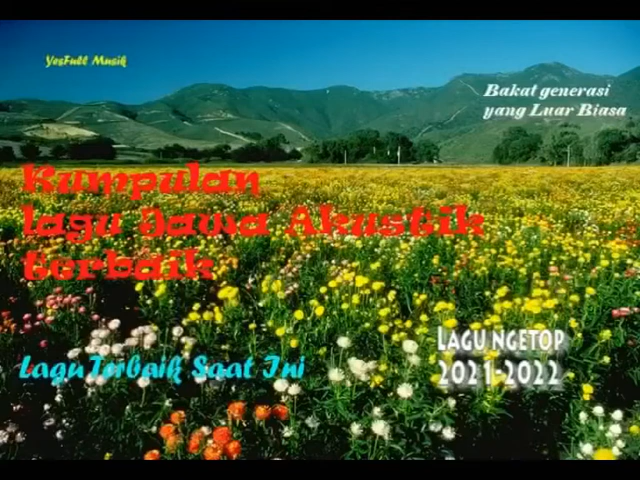 YesFull Musik
Bakat generasi
yang Luar Biasa
Kumpulan
lagu Jawa Akustik
terbaik
Lagu Terbaik Saat Ini
LAGU NGETOP
2021-2022